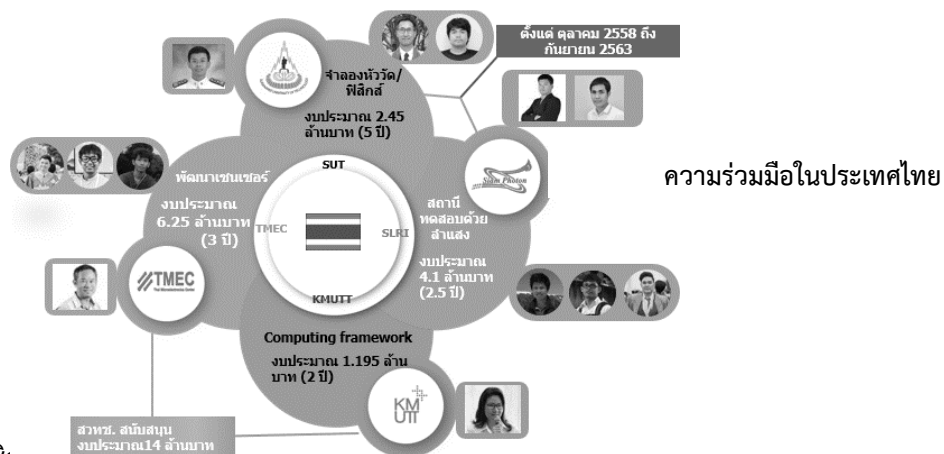 ตั้งแต่ ตุลาคม 2558 ถึง
กันยายน 2563
จำลองหัววัด/
ฟิสิกส์
งบประมาณ 2.45
ล้านบาท (5 ปี)
SUT
พัฒนาเซนเซอร์
งบประมาณ
6.25 ล้านบาท
(3 ปี)
TMEC
SLRI
KMUTT
Siam Photon
สถานี
ทดสอบด้วย
ลำแสง
งบประมาณ
4.1 ล้านบาท
(2.5 ปี)
ความร่วมมือในประเทศไทย
TMEC
Thai Microelectronics Center
Computing framework
งบประมาณ 1.195 ล้าน
บาท (2 ปี)
KM
UTT
สวทช. สนับสนุน
งบประมาณ14 ล้านบาท